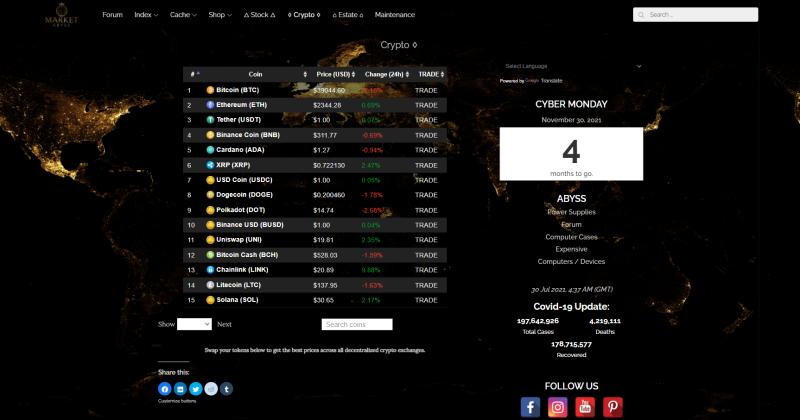 MARKET
ABYSS
Forum Index Cache Shop Δ Stock Δ ◊ Crypto ◊ ⌂ Estate ⌂ Maintenance
Search ...
Crypto ◊
# Coin Price (USD) Change (24h) TRADE
1 Bitcoin (BTC) $39044.60 TRADE
2 Ethereum (ETH) $2344.28 0.69% TRADE
3 Tether (USDT) $1.00 0.07% TRADE
4 Binance Coin (BNB) $311.77 -0.69% TRADE
5 Cardano (ADA) $1.27 -0.94% TRADE
6 XRP (XRP) $0.722130 2.47% TRADE
7 USD Coin (USDC) $1.00 0.05% TRADE
8 Dogecoin (DOGE) $0.200460 -1.78% TRADE
9 Polkadot (DOT) $14.74 -2.66% TRADE
10 Binance USD (BUSD) $1.00 0.04% TRADE
11 Uniswap (UNI) $19.81 2.35% TRADE
12 Bitcoin Cash (BCH) $528.03 -1.59% TRADE
13 Chainlink (LINK) $20.89 9.68% TRADE
14 Litecoin (LTC) $137.95 -1.63% TRADE
15 Solana (SOL) $30.65 2.17% TRADE
Show Next Search coins
Swap your tokens below to get the best prices across all decentralized crypto exchanges.
Share this:
Customize buttons
Select Language
Powered by Google Translate
CYBER MONDAY
November 30, 2021
4
months to go.
ABYSS
Power Supplies
Forum
Computer Cases
Expensive
Computers / Devices
30 Jul 2021, 4:37 AM (GMT)
Covid-19 Update:
197,642,926 4,219,111
Total Cases Deaths
178,715,577
Recovered
FOLLOW US